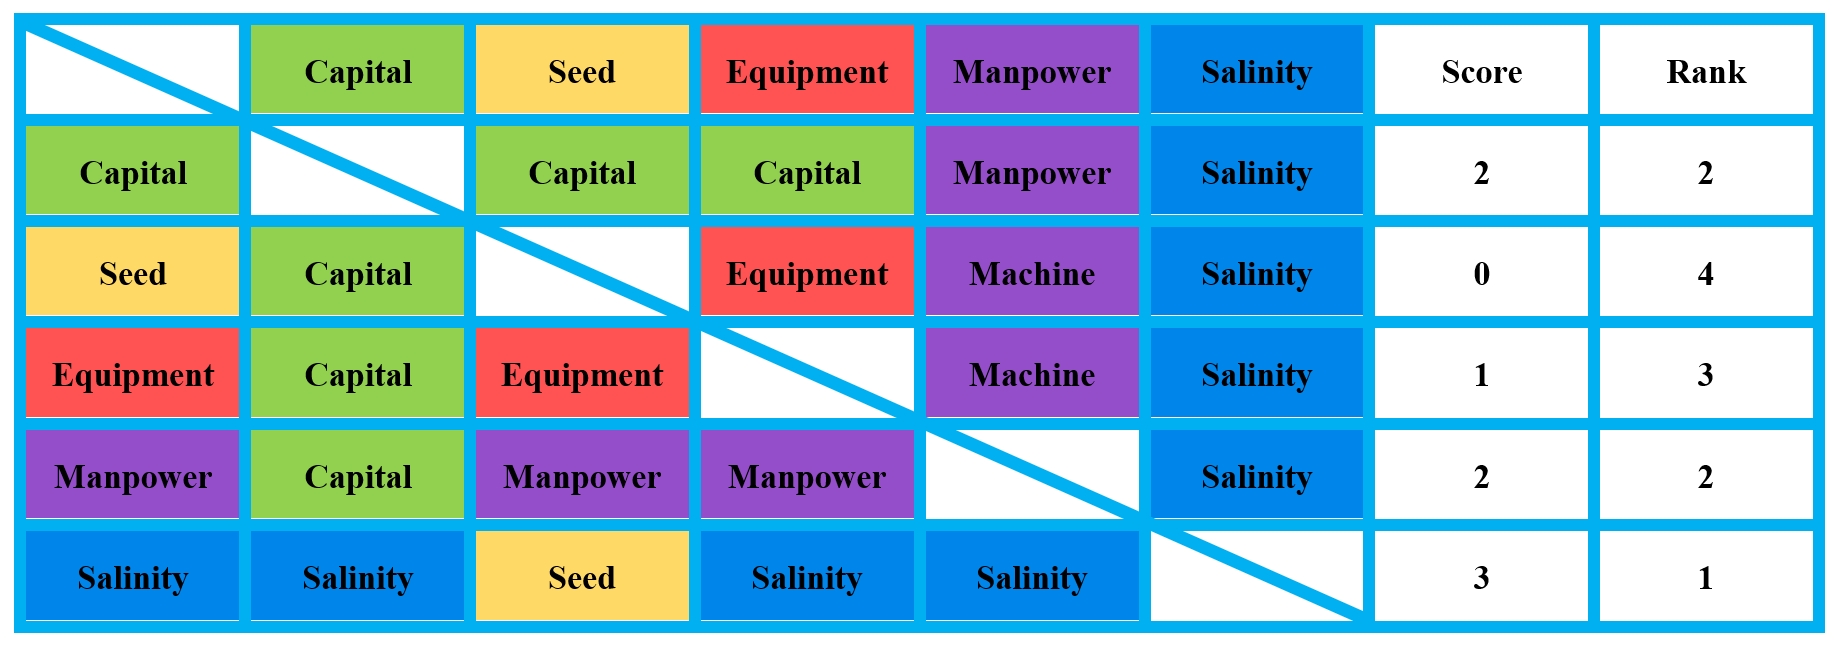 Capital Seed Equipment Manpower Salinity Score Rank
Capital Capital Capital Manpower Salinity 2 2
Seed Capital Equipment Machine Salinity 0 4
Equipment Capital Equipment Machine Salinity 1 3
Manpower Capital Manpower Manpower Salinity 2 2
Salinity Salinity Seed Salinity Salinity 3 1